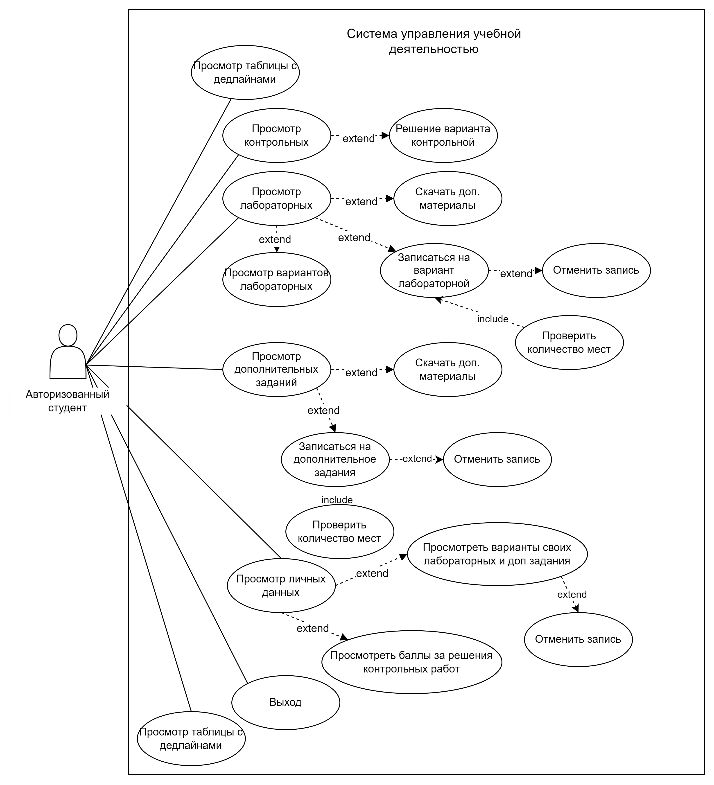 Система управления учебной
деятельностью
Просмотр таблицы с
дедлайнами
Просмотр
контрольных
extend
Решение варианта
контрольной
Просмотр
лабораторных
extend
Скачать доп.
материалы
extend
extend
Просмотр вариантов
лабораторных
Записаться на
вариант
лабораторной
extend
Отменить запись
include
Проверить
количество мест
Авторизованный
студент
Просмотр
дополнительных
заданий
extend
Скачать доп.
материалы
extend
Записаться на
дополнительное
задания
extend
Отменить запись
include
Проверить
количество мест
Просмотр личных
данных
extend
Просмотреть варианты своих
лабораторных и доп задания
extend
Отменить запись
extend
Просмотреть баллы за решения
контрольных работ
Выход
Просмотр таблицы с
дедлайнами